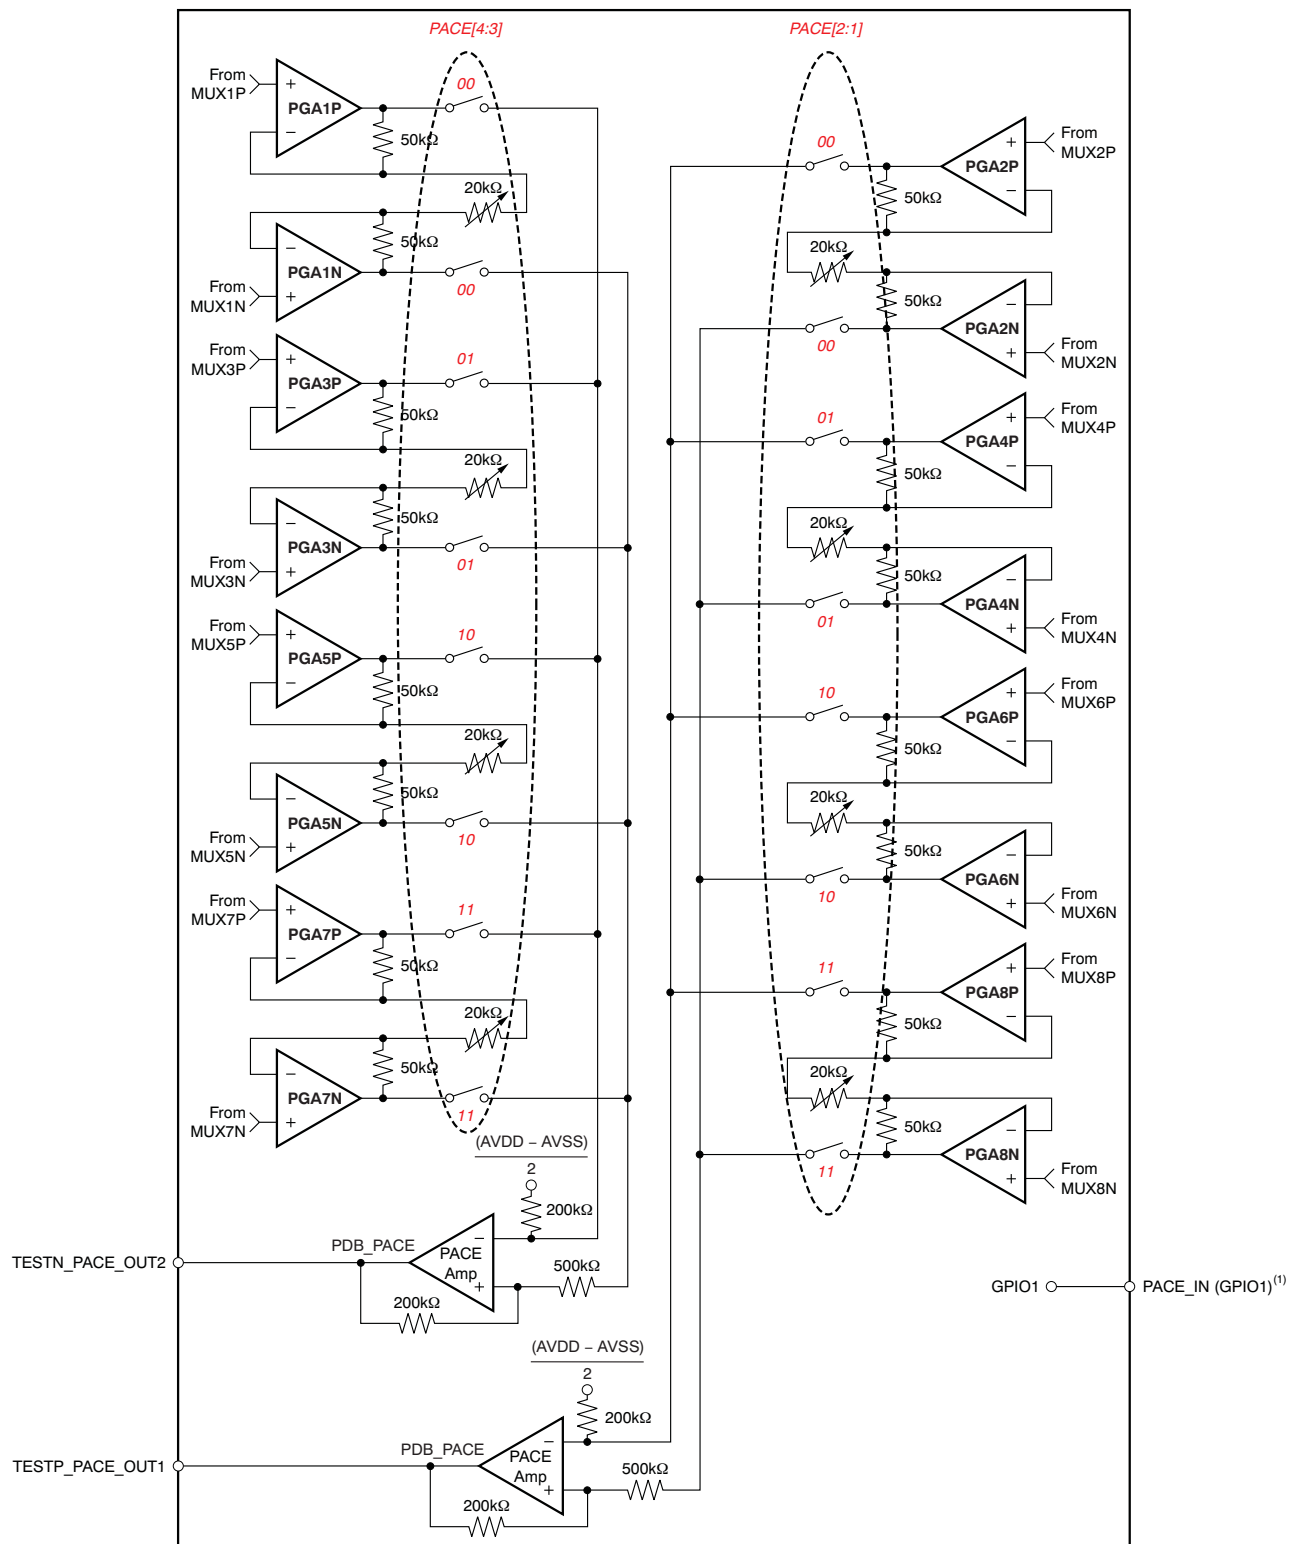 PACE[4:3]
PACE[2:1]
From
MUX1P
+
PGA1P
−
00
50kΩ
20kΩ
−
50kΩ
PGA1N
From
MUX1N
+
00
From
MUX3P
+
PGA3P
−
01
50kΩ
20kΩ
−
50kΩ
PGA3N
From
MUX3N
+
01
From
MUX5P
+
PGA5P
−
10
50kΩ
20kΩ
−
50kΩ
PGA5N
From
MUX5N
+
10
From
MUX7P
+
PGA7P
−
11
50kΩ
20kΩ
−
50kΩ
PGA7N
From
MUX7N
+
11
00
+
From
MUX2P
PGA2P
−
50kΩ
20kΩ
−
50kΩ
PGA2N
+
From
MUX2N
00
01
+
From
MUX4P
PGA4P
−
50kΩ
20kΩ
−
50kΩ
PGA4N
+
From
MUX4N
01
10
+
From
MUX6P
PGA6P
−
50kΩ
20kΩ
−
50kΩ
PGA6N
+
From
MUX6N
10
11
+
From
MUX8P
PGA8P
−
50kΩ
20kΩ
−
50kΩ
PGA8N
+
From
MUX8N
11
(AVDD − AVSS)
2
200kΩ
TESTN_PACE_OUT2
PDB_PACE
−
PACE
Amp
+
500kΩ
200kΩ
GPIO1
PACE_IN (GPIO1)(1)
(AVDD − AVSS)
2
200kΩ
TESTP_PACE_OUT1
PDB_PACE
−
PACE
Amp
+
500kΩ
200kΩ